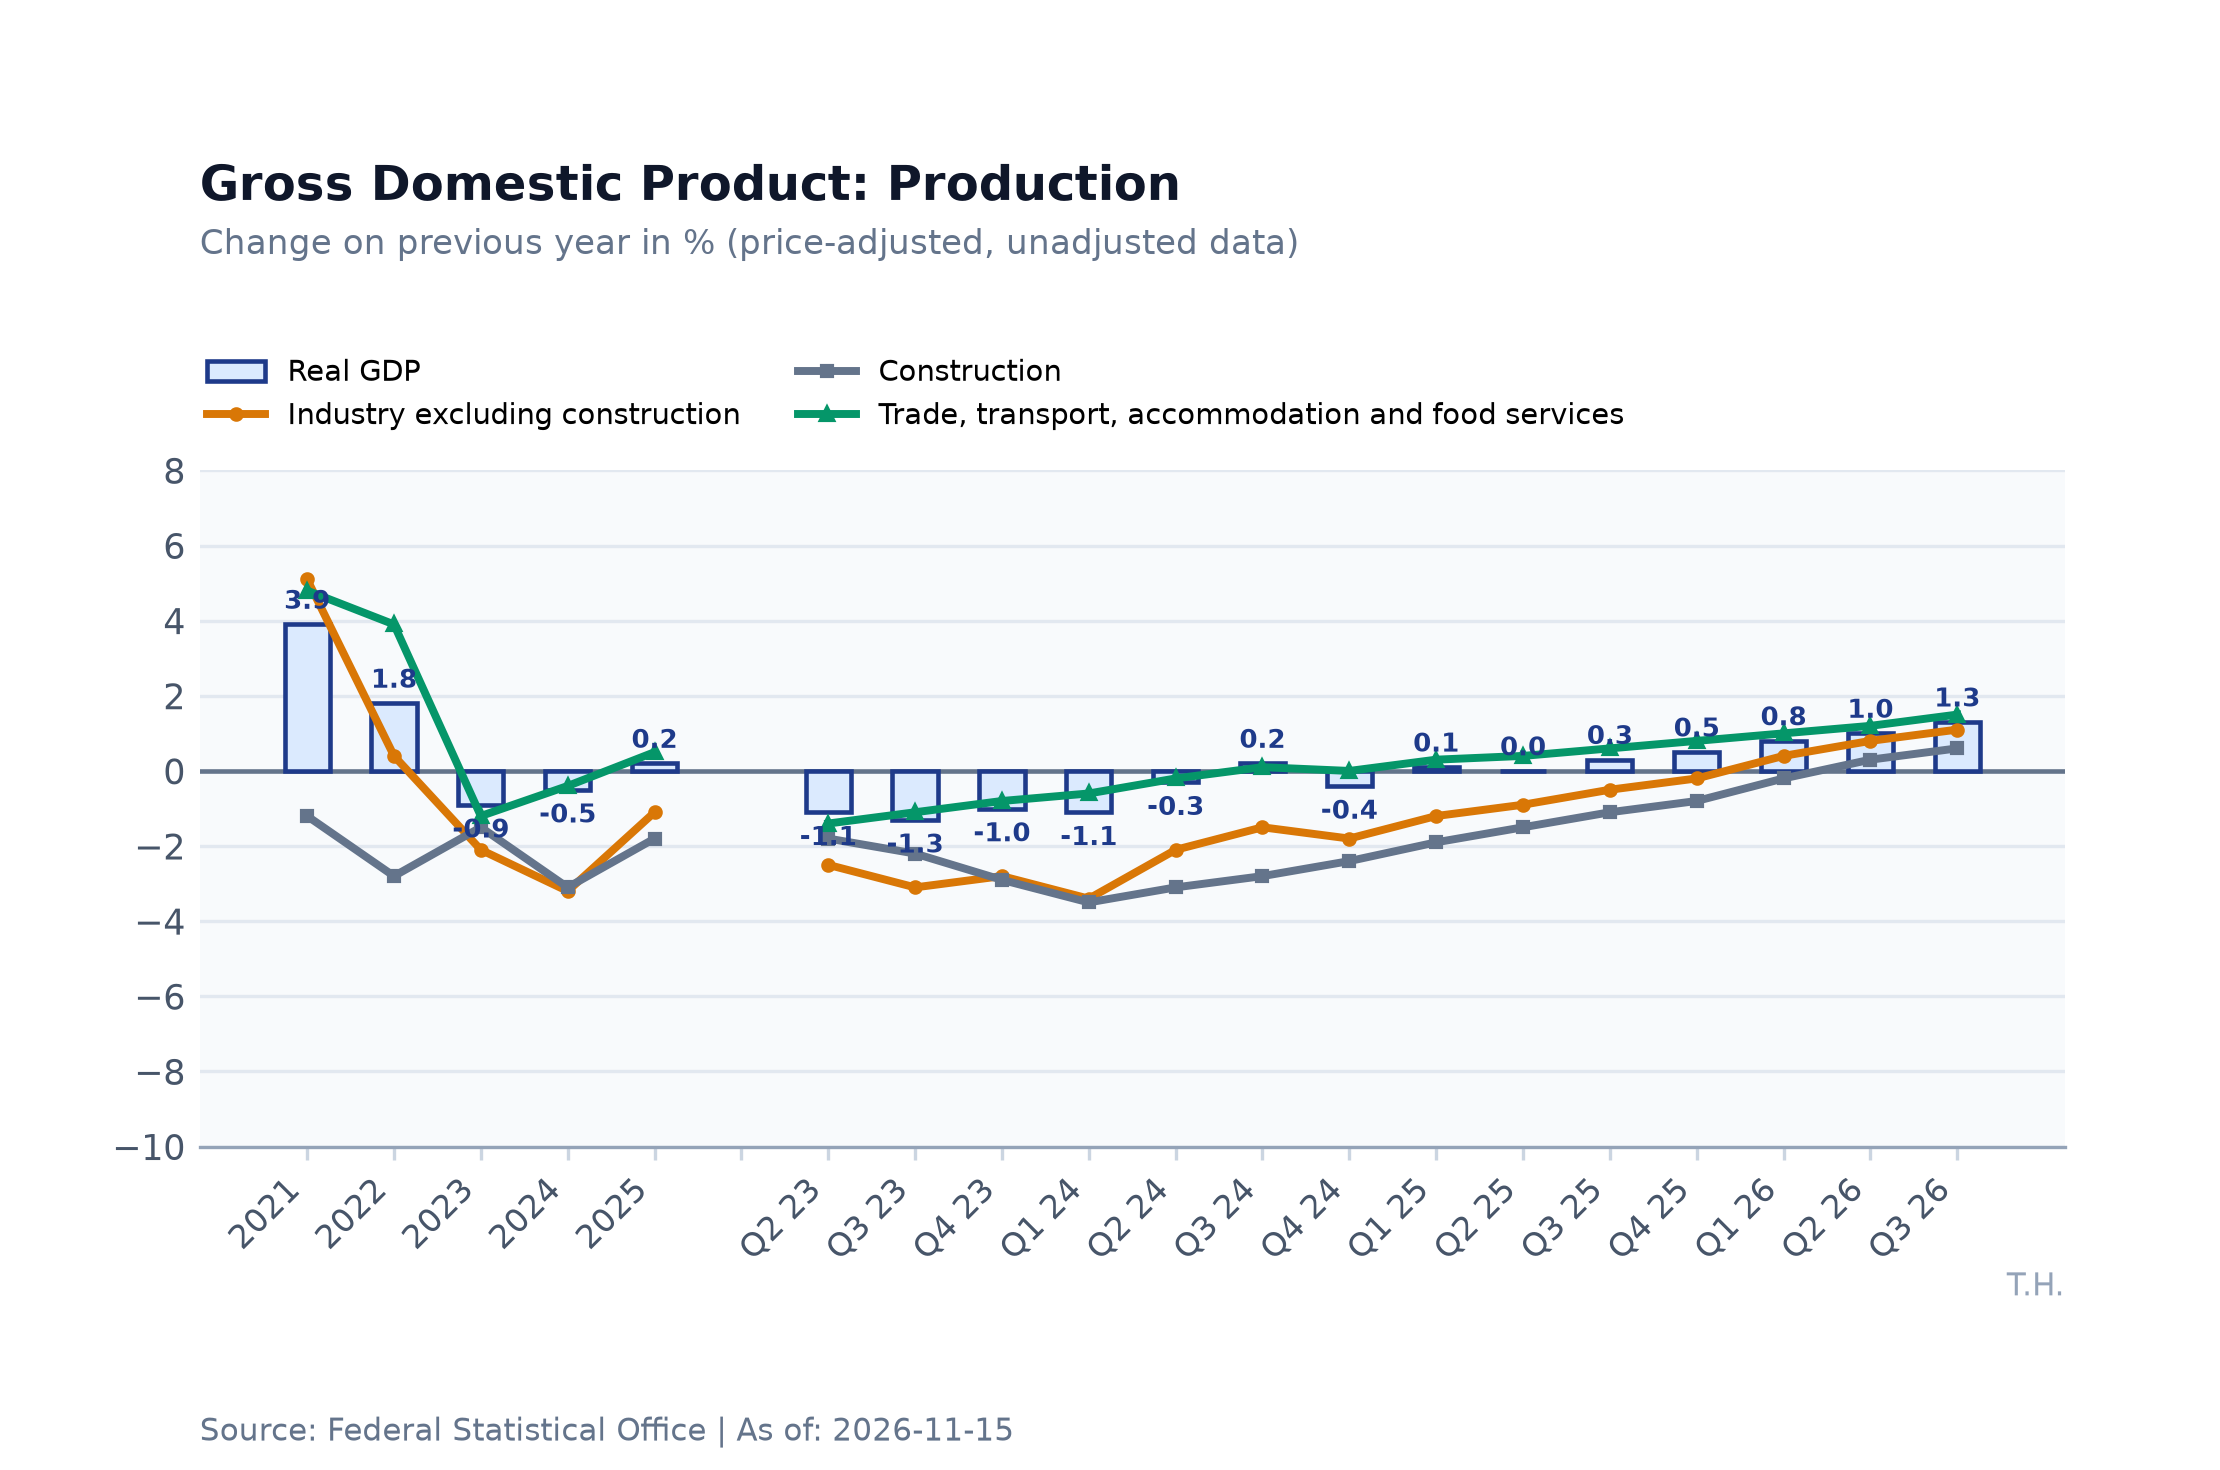 Gross Domestic Product: Production
Change on previous year in % (price-adjusted, unadjusted data)
Real GDP
Construction
Industry excluding construction
Trade, transport, accommodation and food services
8
6
4
2
0
−2
−4
−6
−8
−10
3.9
1.8
-0.9
-0.5
0.2
-1.1
-1.3
-1.0
-1.1
-0.3
0.2
-0.4
0.1
0.0
0.3
0.5
0.8
1.0
1.3
2021
2022
2023
2024
2025
Q2 23
Q3 23
Q4 23
Q1 24
Q2 24
Q3 24
Q4 24
Q1 25
Q2 25
Q3 25
Q4 25
Q1 26
Q2 26
Q3 26
T.H.
Source: Federal Statistical Office | As of: 2026-11-15